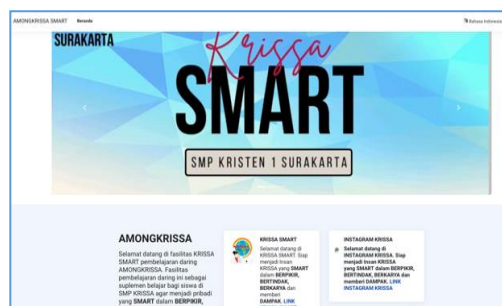 AMONGKRISSA SMART Beranda
Bahasa Indonesia
SURAKARTA
Krissa
SMART
SMP KRISTEN 1 SURAKARTA
AMONGKRISSA
Selamat datang di fasilitas KRISSA
SMART pembelajaran daring
AMONGKRISSA. Fasilitas
pembelajaran daring ini sebagai
suplemen belajar bagi siswa di
SMP KRISSA agar menjadi pribadi
yang SMART dalam BERPIKIR,
KRISSA SMART
Selamat datang di
KRISSA SMART. Siap
menjadi Insan
KRISSA yang SMART
dalam BERPIKIR,
BERTINDAK,
BERKARYA dan
memberi
DAMPAK. LINK
INSTAGRAM KRISSA
Selamat datang di
INSTAGRAM KRISSA. Siap
menjadi Insan KRISSA
yang SMART dalam BERPIKIR,
BERTINDAK, BERKARYA dan
memberi DAMPAK. LINK
INSTAGRAM KRISSA